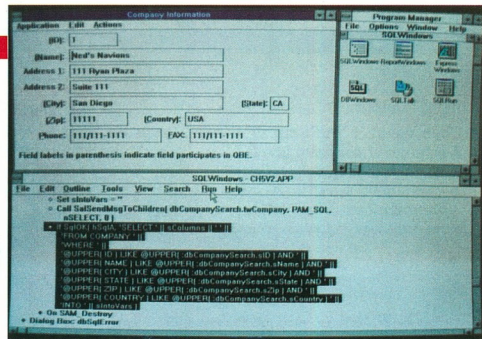 Company Information
Application Edit Actions
[ID]: 1
[Name]: Ned's Navions
Address 1: 111 Ryan Plaza
Address 2: Suite 111
[City]: San Diego [State]: CA
[Zip]: 11111 [Country]: USA
Phone: 111/111-1111 FAX: 111/111-1111
Field labels in parenthesis indicate field participates in QBE.
Program Manager
File Options Window Help
SQLWindows
SQLWindows ReportWindows Express
Windows
SQL
DBWindows SQLTalk SQLRun
SQLWindows - CH5V2.APP
File Edit Outline Tools View Search Run Help
Set sIntoVars = ''
Call SalSendMsgToChildren( dbCompanySearch.twCompany, PAM_SQL,
nSELECT, 0 )
If SqlOK( hSqlA, 'SELECT ' || sColumns || ' ' ||
'FROM COMPANY ' ||
'WHERE ' ||
'@UPPER( ID ) LIKE @UPPER( :dbCompanySearch.sID ) AND ' ||
'@UPPER( NAME ) LIKE @UPPER( :dbCompanySearch.sName ) AND ' ||
'@UPPER( CITY ) LIKE @UPPER( :dbCompanySearch.sCity ) AND ' ||
'@UPPER( STATE ) LIKE @UPPER( :dbCompanySearch.sState ) AND ' ||
'@UPPER( ZIP ) LIKE @UPPER( :dbCompanySearch.sZip ) AND ' ||
'@UPPER( COUNTRY ) LIKE @UPPER( :dbCompanySearch.sCountry ) ' ||
'INTO ' || sIntoVars )
On SAM_Destroy
Dialog Box: dbSqlError